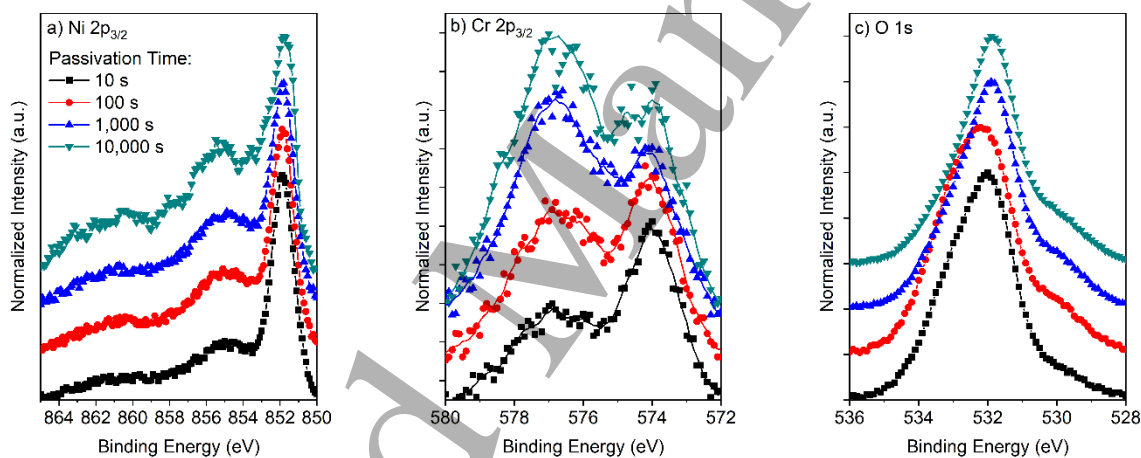 a) Ni 2p3/2
Passivation Time:
10 s
100 s
1,000 s
10,000 s
Normalized Intensity (a.u.)
864 862 860 858 856 854 852 850
Binding Energy (eV)
b) Cr 2p3/2
Normalized Intensity (a.u.)
580 578 576 574 572
Binding Energy (eV)
c) O 1s
Normalized Intensity (a.u.)
536 534 532 530 528
Binding Energy (eV)
d Man